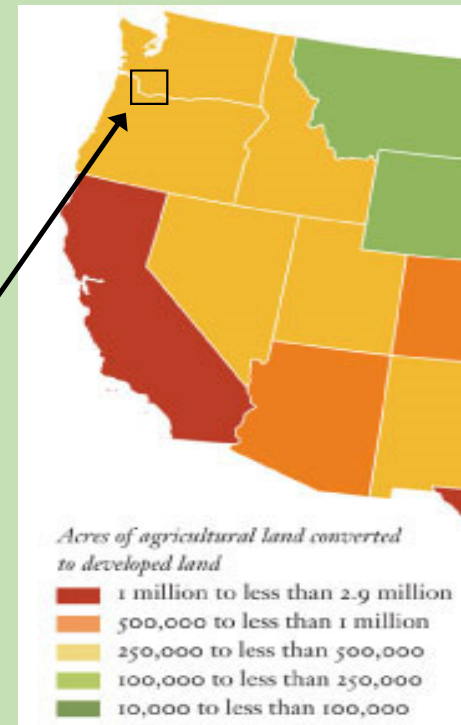 Acres of agricultural land converted
to developed land
1 million to less than 2.9 million
500,000 to less than 1 million
250,000 to less than 500,000
100,000 to less than 250,000
10,000 to less than 100,000